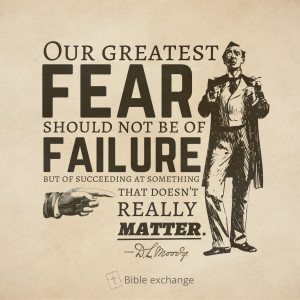 OUR GREATEST
FEAR
SHOULD NOT BE OF
FAILURE
BUT OF SUCCEEDING AT SOMETHING
THAT DOESN'T
REALLY
MATTER.
—D.L. Moody
Bible exchange